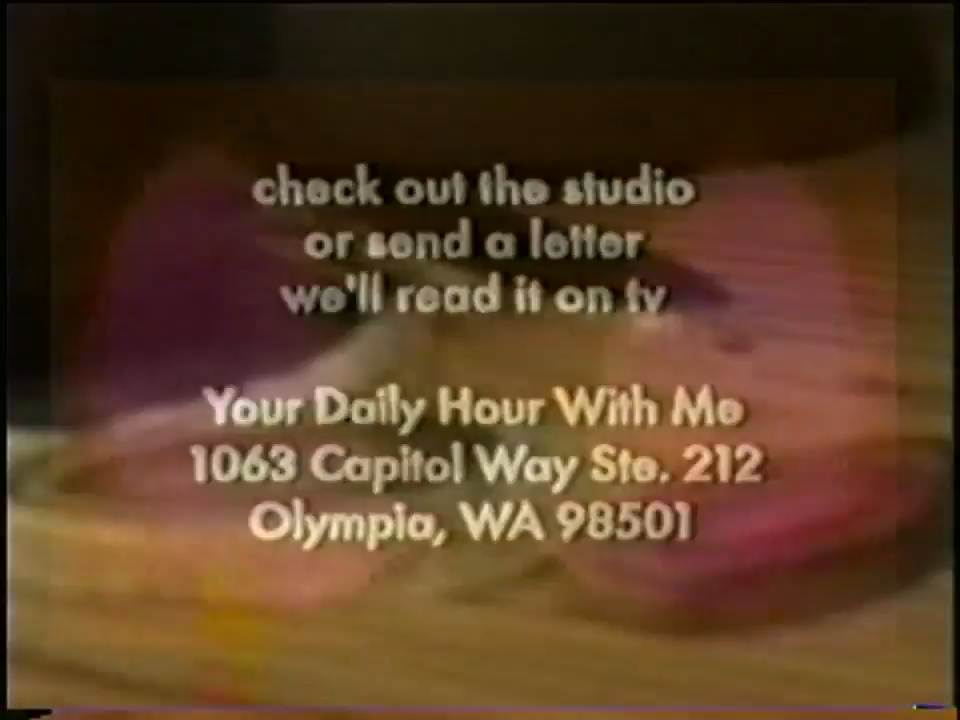 check out the studio
or send a letter
we'll read it on tv
Your Daily Hour With Me
1063 Capitol Way Ste. 212
Olympia, WA 98501